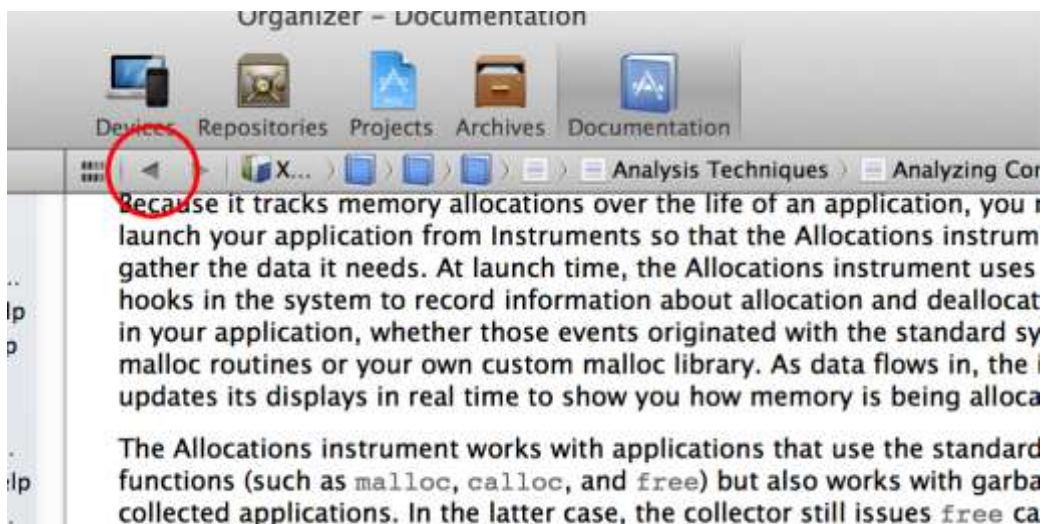 Organizer – Documentation
Devices Repositories Projects Archives Documentation
X... Analysis Techniques Analyzing Con
Because it tracks memory allocations over the life of an application, you
launch your application from Instruments so that the Allocations instrum
gather the data it needs. At launch time, the Allocations instrument uses
hooks in the system to record information about allocation and deallocat
in your application, whether those events originated with the standard sy
malloc routines or your own custom malloc library. As data flows in, the
updates its displays in real time to show you how memory is being alloca
The Allocations instrument works with applications that use the standard
functions (such as malloc, calloc, and free) but also works with garba
collected applications. In the latter case, the collector still issues free ca